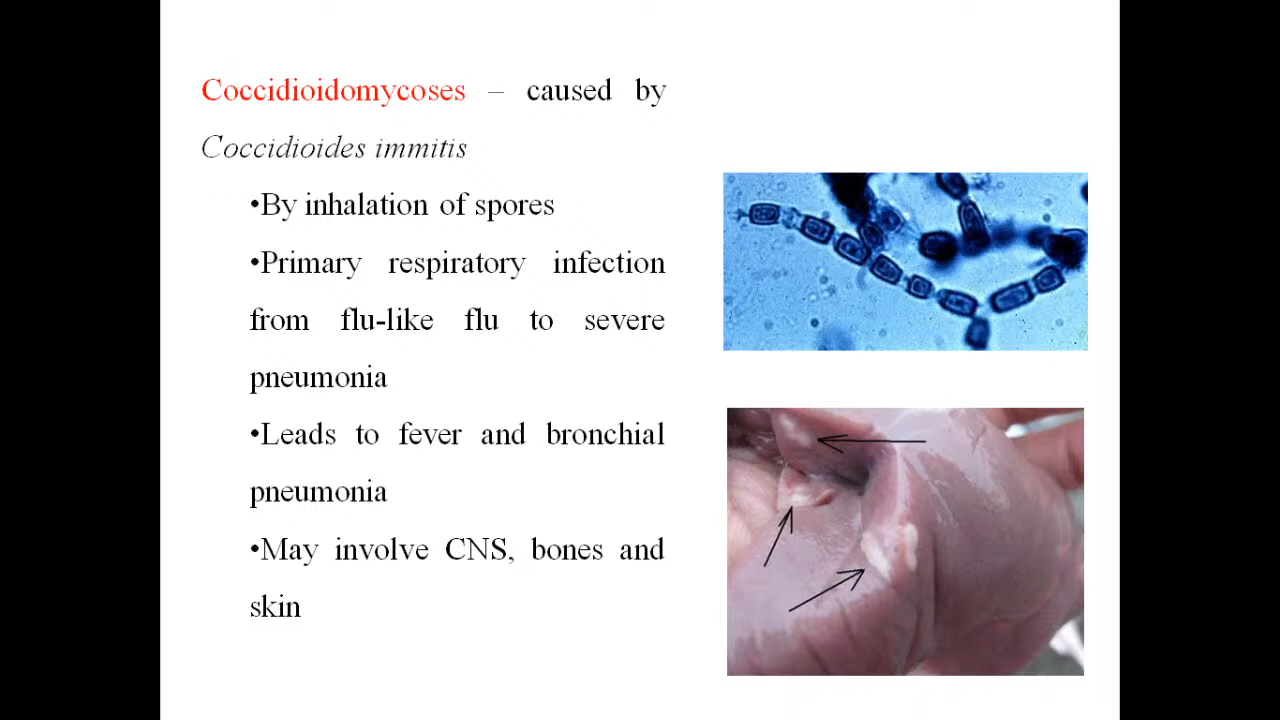 Coccidioidomycoses – caused by
Coccidioides immitis
•By inhalation of spores
•Primary respiratory infection
from flu-like flu to severe
pneumonia
•Leads to fever and bronchial
pneumonia
•May involve CNS, bones and
skin